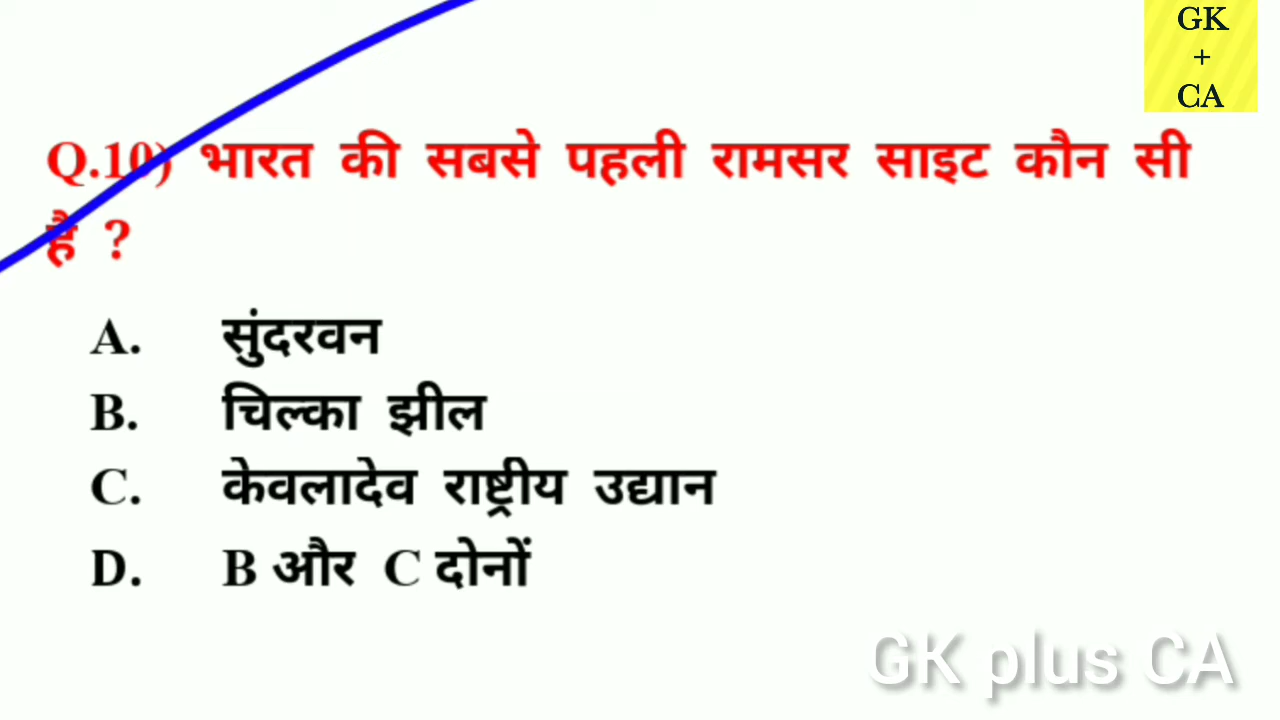 GK
+
CA
Q.10) भारत की सबसे पहली रामसर साइट कौन सी
है ?
A. सुंदरवन
B. चिल्का झील
C. केवलादेव राष्ट्रीय उद्यान
D. B और C दोनों
GK plus CA